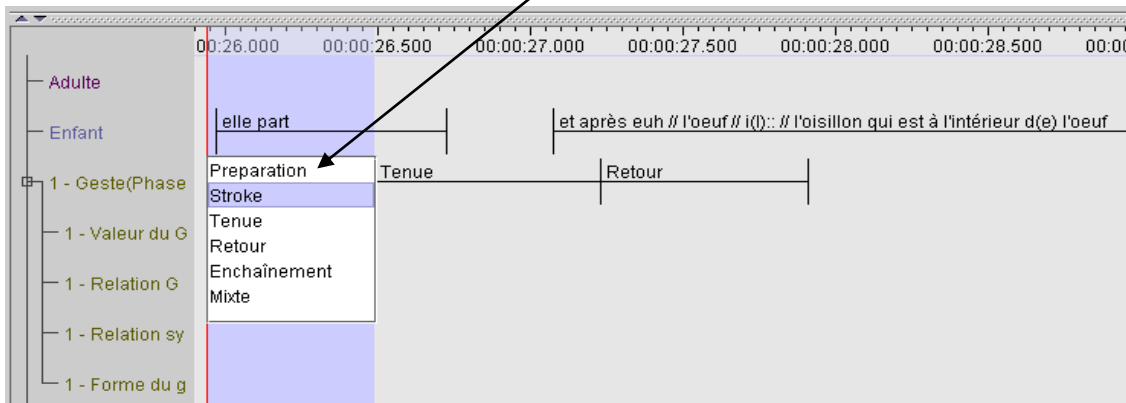 00:26.000 00:00:26.500 00:00:27.000 00:00:27.500 00:00:28.000 00:00:28.500 00:00
Adulte
Enfant
elle part
et après euh // l'oeuf // i(l):: // l'oisillon qui est à l'intérieur d(e) l'oeuf
1 - Geste(Phase
Preparation
Stroke
Tenue
Retour
Enchaînement
Mixte
Tenue
Retour
1 - Valeur du G
1 - Relation G
1 - Relation sy
1 - Forme du g